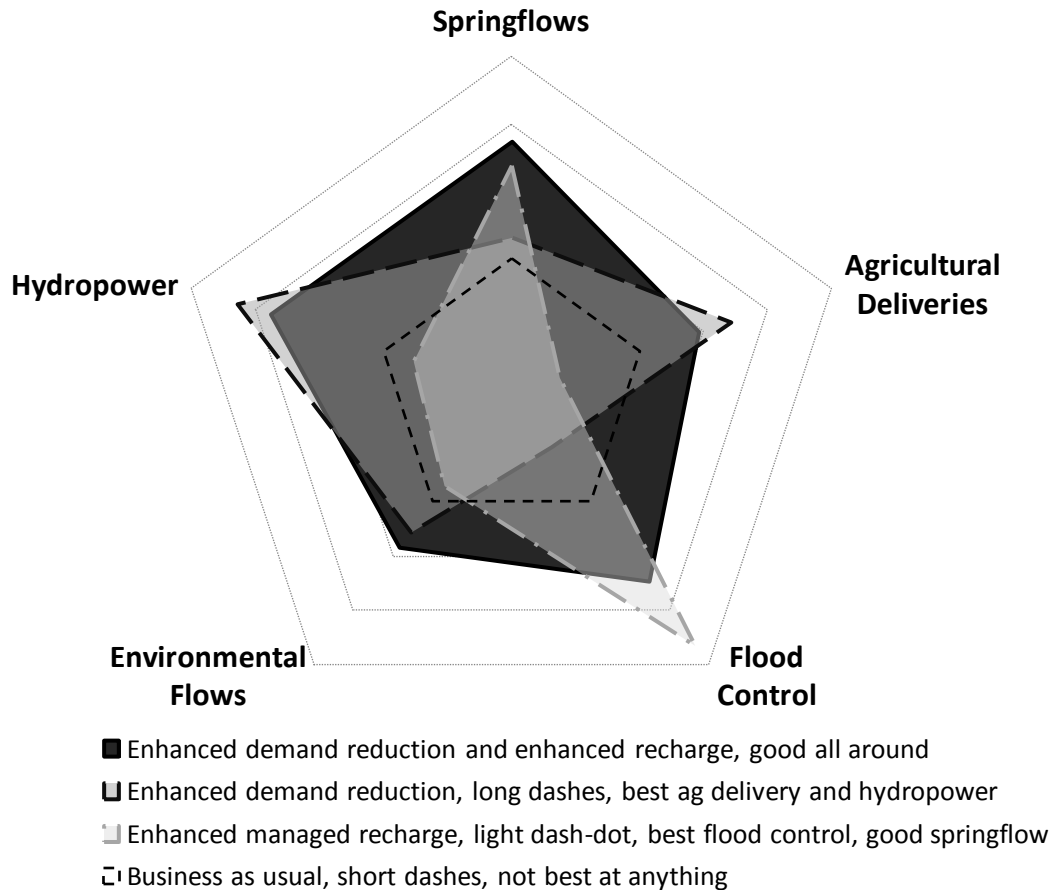 Springflows
Hydropower
Agricultural
Deliveries
Environmental
Flows
Flood
Control
Enhanced demand reduction and enhanced recharge, good all around
Enhanced demand reduction, long dashes, best ag delivery and hydropower
Enhanced managed recharge, light dash-dot, best flood control, good springflow
Business as usual, short dashes, not best at anything